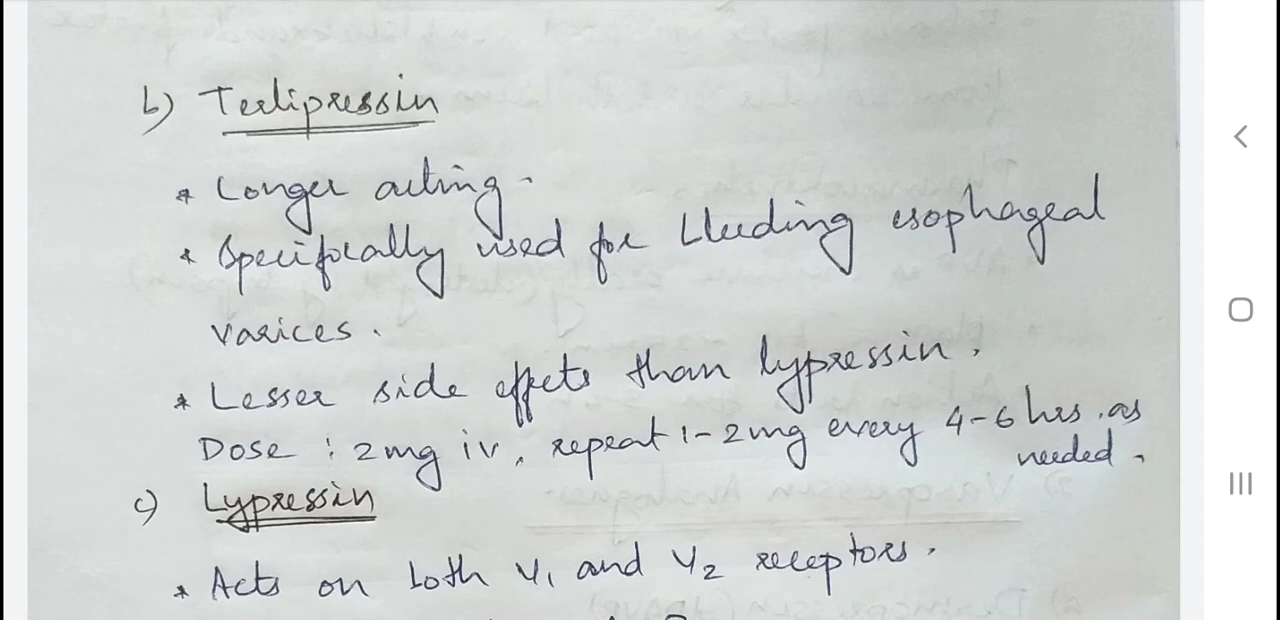 b) Terlipressin
* Longer acting.
* Specifically used for bleeding esophageal
varices.
* Lesser side effects than lypressin.
Dose : 2mg iv, repeat 1-2mg every 4-6 hrs. as
needed.
c) Lypressin
* Acts on both V1 and V2 receptors.